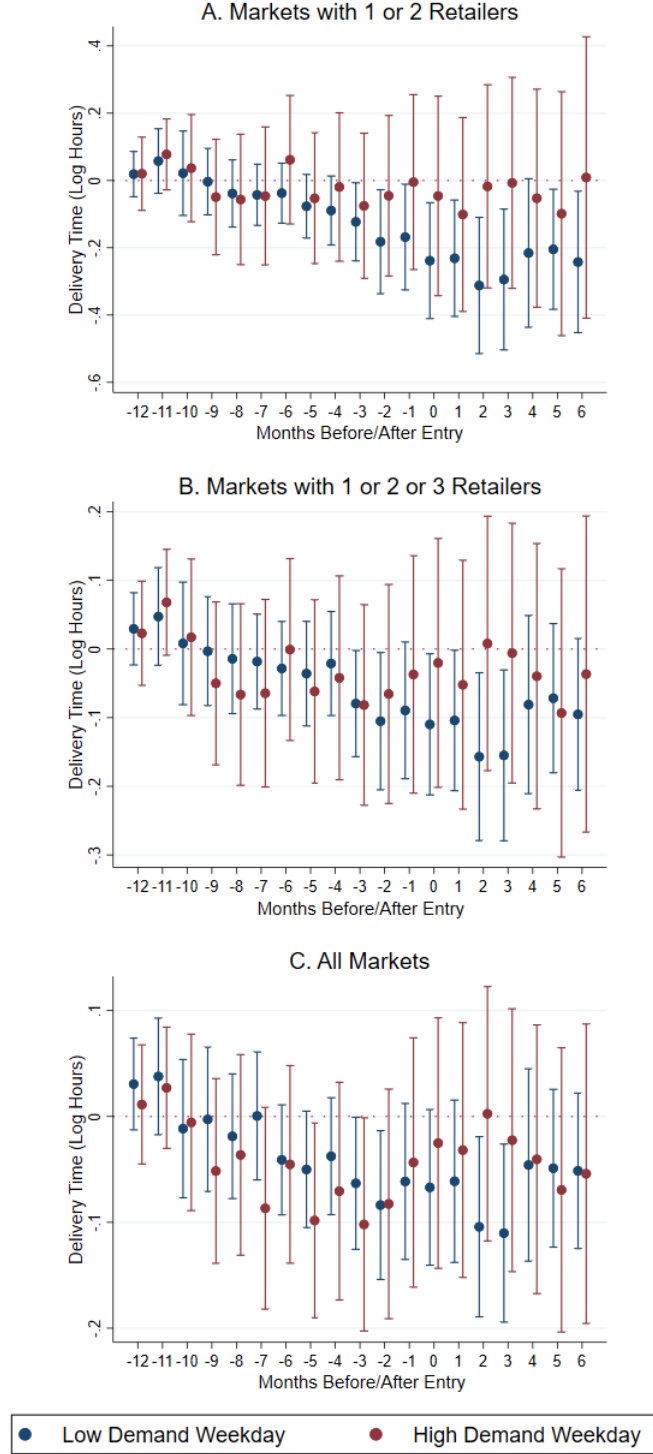 A. Markets with 1 or 2 Retailers
Delivery Time (Log Hours)
.4
.2
0
-.2
-.4
-.6
-12 -11 -10 -9 -8 -7 -6 -5 -4 -3 -2 -1 0 1 2 3 4 5 6
Months Before/After Entry
B. Markets with 1 or 2 or 3 Retailers
Delivery Time (Log Hours)
.2
.1
0
-.1
-.2
-.3
-12 -11 -10 -9 -8 -7 -6 -5 -4 -3 -2 -1 0 1 2 3 4 5 6
Months Before/After Entry
C. All Markets
Delivery Time (Log Hours)
.1
0
-.1
-.2
-12 -11 -10 -9 -8 -7 -6 -5 -4 -3 -2 -1 0 1 2 3 4 5 6
Months Before/After Entry
Low Demand Weekday High Demand Weekday